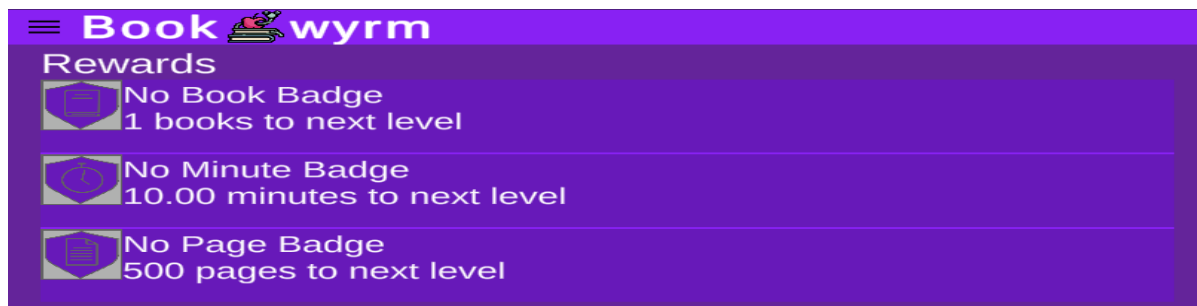 Book wyrm
Rewards
No Book Badge
1 books to next level
No Minute Badge
10.00 minutes to next level
No Page Badge
500 pages to next level